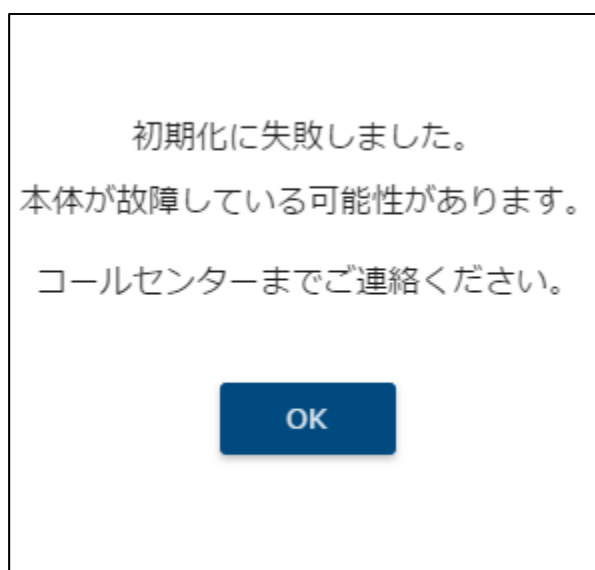 初期化に失敗しました。
本体が故障している可能性があります。
コールセンターまでご連絡ください。
OK